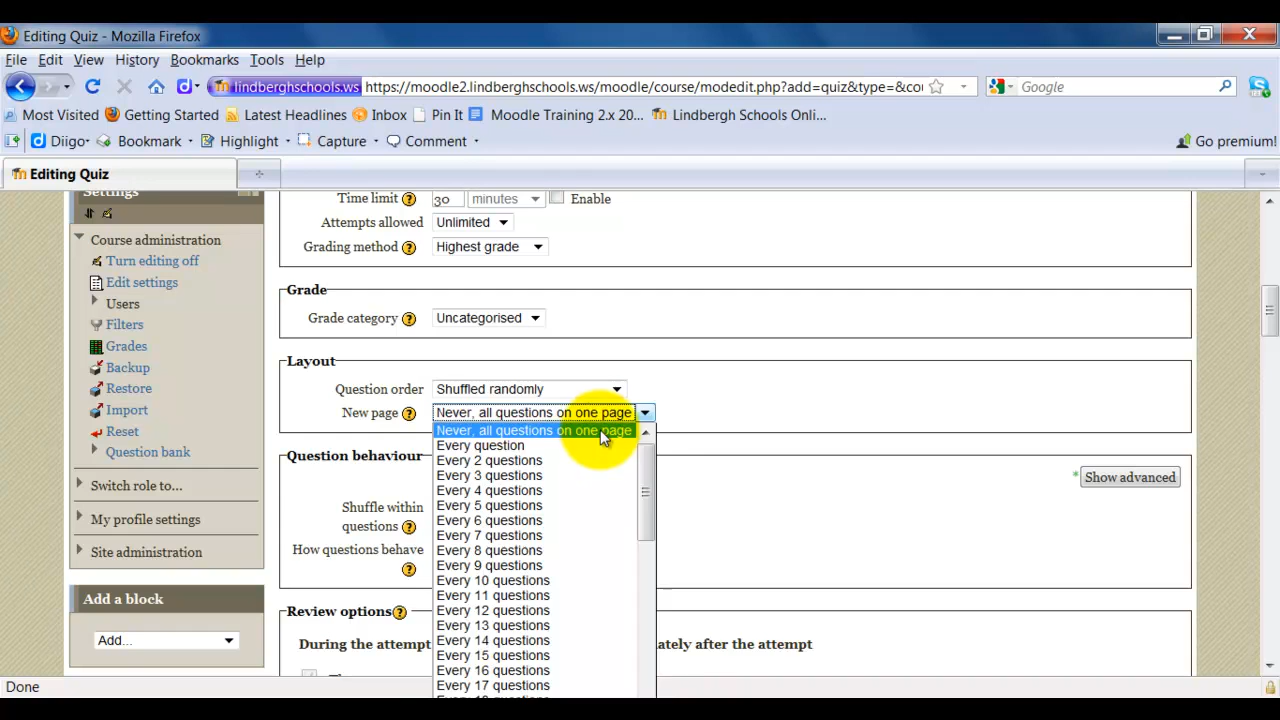 Editing Quiz - Mozilla Firefox
File Edit View History Bookmarks Tools Help
lindberghschools.ws https://moodle2.lindberghschools.ws/moodle/course/modedit.php?add=quiz&type=&cou Google
Most Visited Getting Started Latest Headlines Inbox Pin It Moodle Training 2.x 20... Lindbergh Schools Onli...
Diigo Bookmark Highlight Capture Comment Go premium!
Editing Quiz
Settings
Time limit 30 minutes Enable
Attempts allowed Unlimited
Course administration
Grading method Highest grade
Turn editing off
Edit settings
Grade
Users
Grade category Uncategorised
Filters
Grades
Layout
Backup
Question order Shuffled randomly
Restore
New page Never, all questions on one page
Import
Never, all questions on one page
Reset
Every question
Question bank
Question behaviour
Every 2 questions
Every 3 questions
Show advanced
Switch role to...
Every 4 questions
Shuffle within
questions
Every 5 questions
My profile settings
Every 6 questions
Every 7 questions
How questions behave
Every 8 questions
Site administration
Every 9 questions
Every 10 questions
Add a block
Every 11 questions
Review options
Every 12 questions
Every 13 questions
Add...
Every 14 questions
During the attempt
ately after the attempt
Every 15 questions
Every 16 questions
Every 17 questions
Done